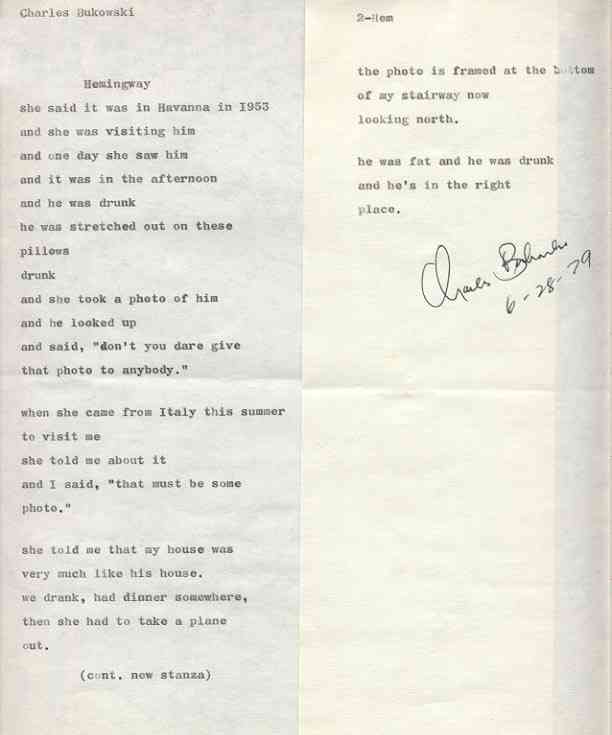 Charles Bukowski
Hemingway
she said it was in Havanna in 1953
and she was visiting him
and one day she saw him
and it was in the afternoon
and he was drunk
he was stretched out on these
pillows
drunk
and she took a photo of him
and he looked up
and said, "don't you dare give
that photo to anybody."
when she came from Italy this summer
to visit me
she told me about it
and I said, "that must be some
photo."
she told me that my house was
very much like his house.
we drank, had dinner somewhere,
then she had to take a plane
out.
(cont. new stanza)
2-Hem
the photo is framed at the bottom
of my stairway now
looking north.
he was fat and he was drunk
and he's in the right
place.
Charles Bukowski
6-28-79